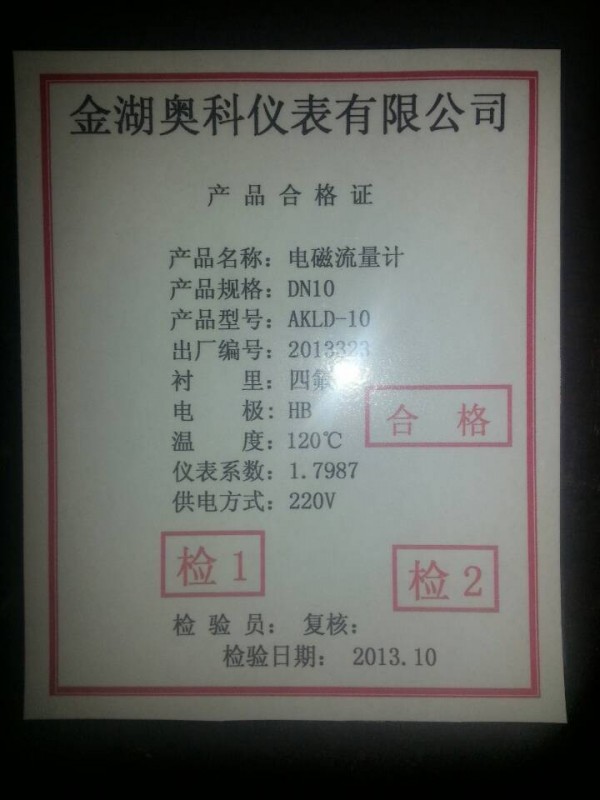 金湖奥科仪表有限公司
产品合格证
产品名称：电磁流量计
产品规格：DN10
产品型号：AKLD-10
出厂编号：2013323
衬 里：四氟
电 极：HB
合 格
温 度：120℃
仪表系数：1.7987
供电方式：220V
检1 检2
检 验 员： 复核：
检验日期： 2013.10